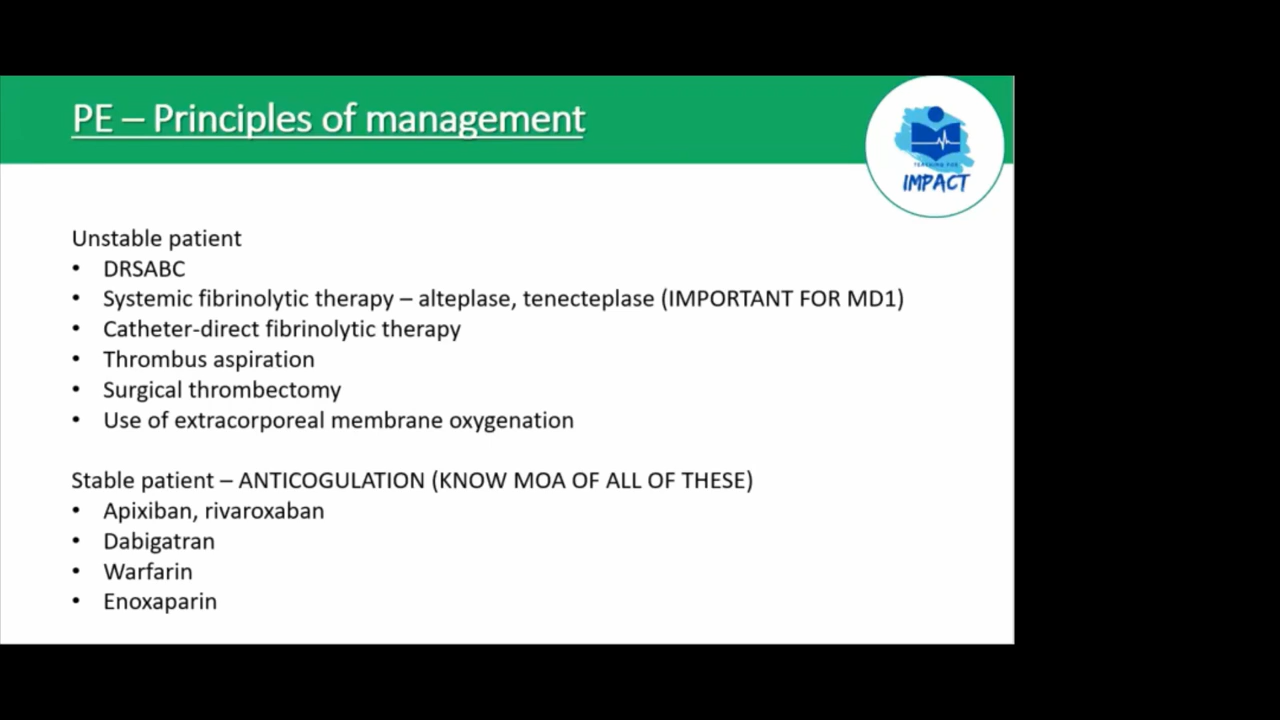 PE – Principles of management
TEACHING FOR
IMPACT
Unstable patient
• DRSABC
• Systemic fibrinolytic therapy – alteplase, tenecteplase (IMPORTANT FOR MD1)
• Catheter-direct fibrinolytic therapy
• Thrombus aspiration
• Surgical thrombectomy
• Use of extracorporeal membrane oxygenation
Stable patient – ANTICOGULATION (KNOW MOA OF ALL OF THESE)
• Apixiban, rivaroxaban
• Dabigatran
• Warfarin
• Enoxaparin